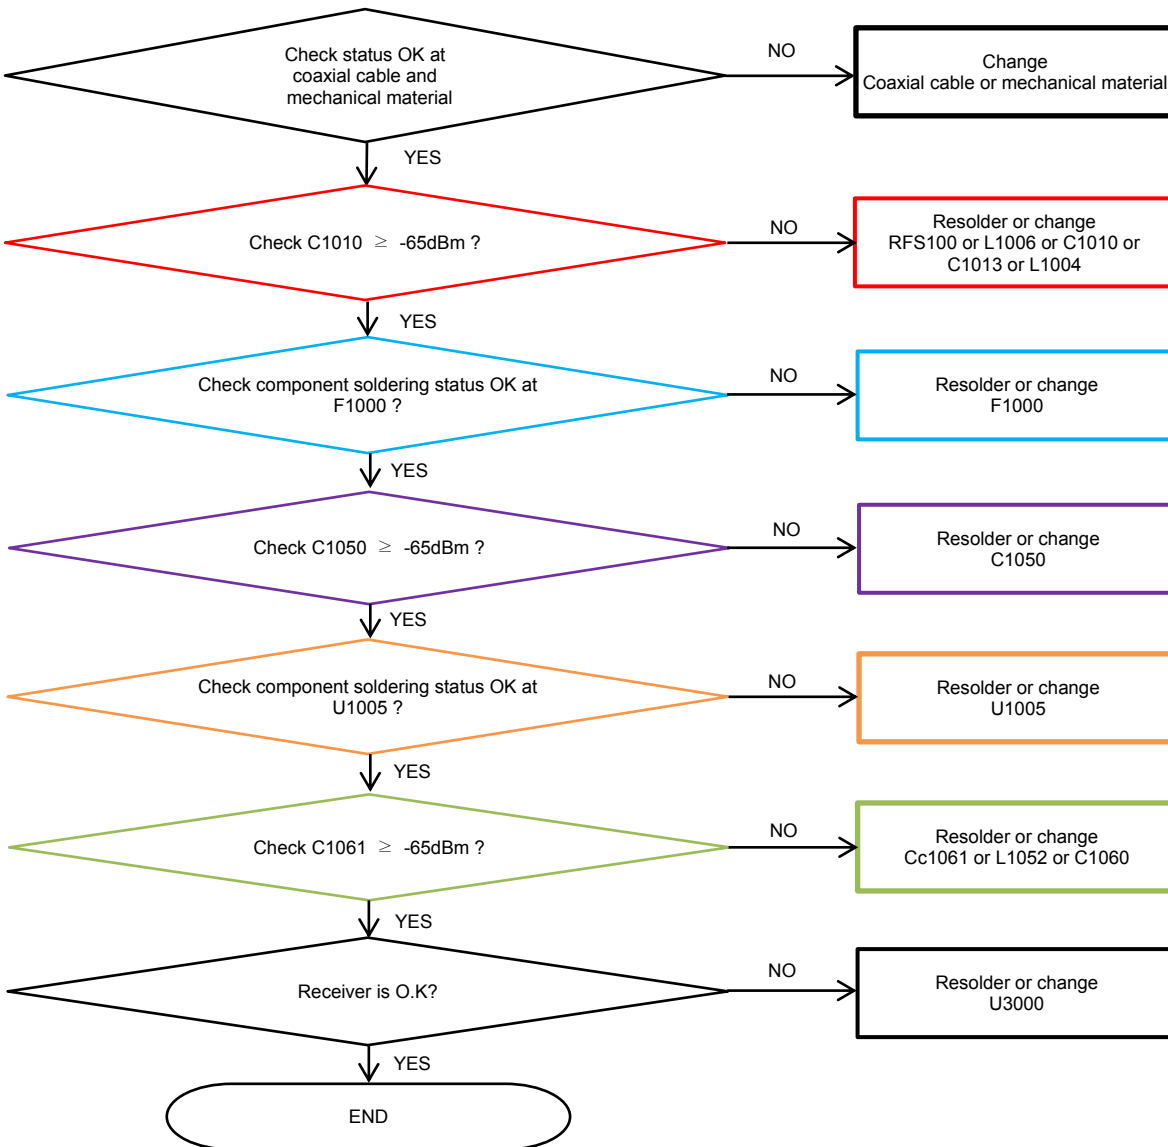 Check status OK at
coaxial cable and
mechanical material
NO
Change
Coaxial cable or mechanical material
YES
Check C1010 ≥ -65dBm ?
NO
Resolder or change
RFS100 or L1006 or C1010 or
C1013 or L1004
YES
Check component soldering status OK at
F1000 ?
NO
Resolder or change
F1000
YES
Check C1050 ≥ -65dBm ?
NO
Resolder or change
C1050
YES
Check component soldering status OK at
U1005 ?
NO
Resolder or change
U1005
YES
Check C1061 ≥ -65dBm ?
NO
Resolder or change
Cc1061 or L1052 or C1060
YES
Receiver is O.K?
NO
Resolder or change
U3000
YES
END